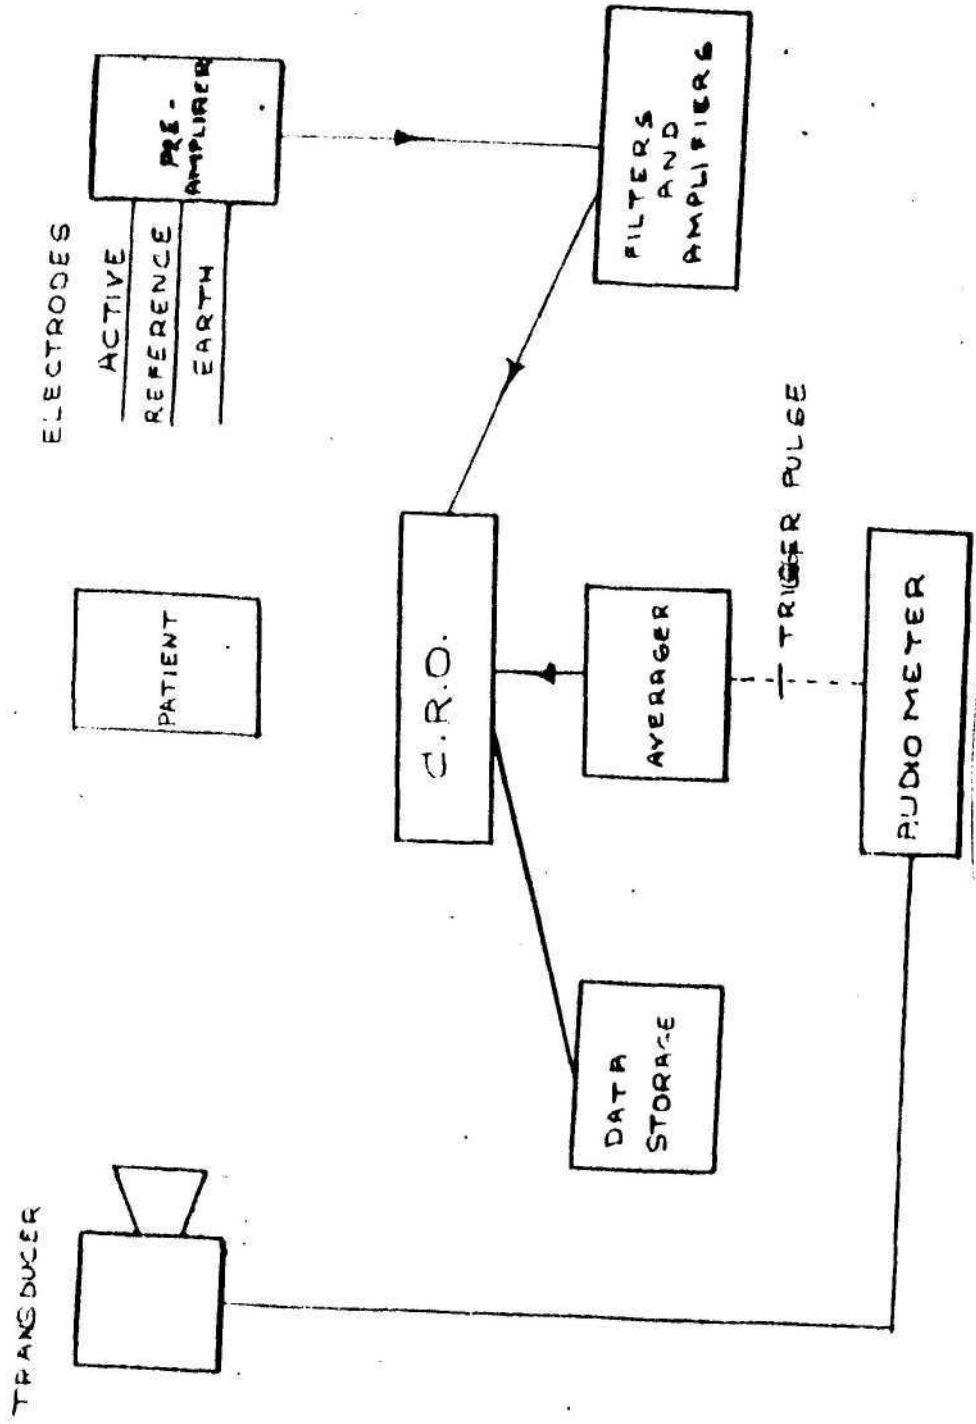 TRANSDUCER
PATIENT
ELECTRODES
ACTIVE
REFERENCE
EARTH
PRE-
AMPLIFIER
C.R.O.
DATA
STORAGE
AVERAGER
FILTERS
AND
AMPLIFIERS
TRIGGER PULSE
AUDIOMETER